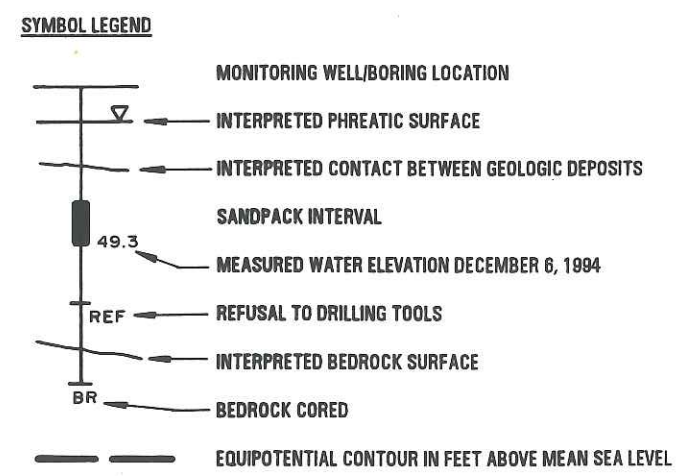 SYMBOL LEGEND
MONITORING WELL/BORING LOCATION
INTERPRETED PHREATIC SURFACE
INTERPRETED CONTACT BETWEEN GEOLOGIC DEPOSITS
SANDPACK INTERVAL
49.3
MEASURED WATER ELEVATION DECEMBER 6, 1994
REF
REFUSAL TO DRILLING TOOLS
INTERPRETED BEDROCK SURFACE
BR
BEDROCK CORED
EQUIPOTENTIAL CONTOUR IN FEET ABOVE MEAN SEA LEVEL